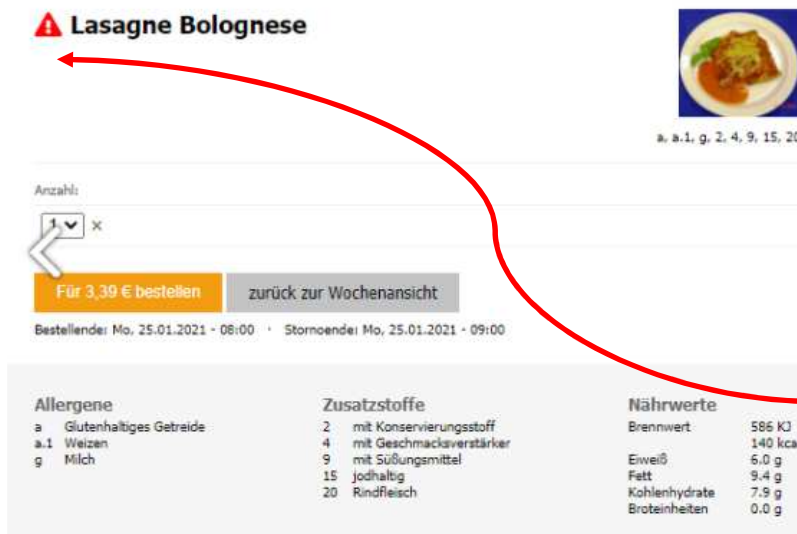 Lasagne Bolognese
a, a.1, g, 2, 4, 9, 15, 20
Anzahl:
1 ×
Für 3,39 € bestellen
zurück zur Wochenansicht
Bestellende: Mo, 25.01.2021 - 08:00 · Stornoende: Mo, 25.01.2021 - 09:00
Allergene
a Glutenhaltiges Getreide
a.1 Weizen
g Milch
Zusatzstoffe
2 mit Konservierungsstoff
4 mit Geschmacksverstärker
9 mit Süßungsmittel
15 jodhaltig
20 Rindfleisch
Nährwerte
Brennwert 586 KJ
140 kca
Eiweiß 6.0 g
Fett 9.4 g
Kohlenhydrate 7.9 g
Broteinheiten 0.0 g